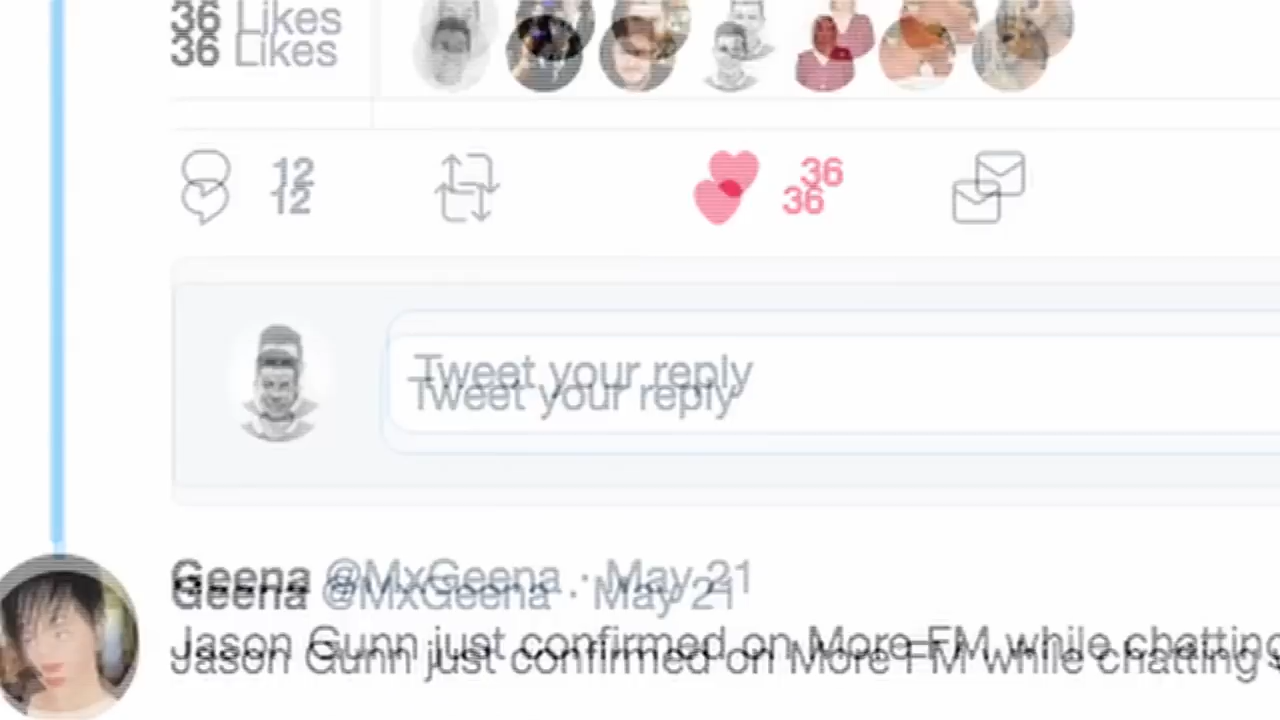 36 Likes
12 36
Tweet your reply
Geena @MxGeena · May 21
Jason Gunn just confirmed on More FM while chatting